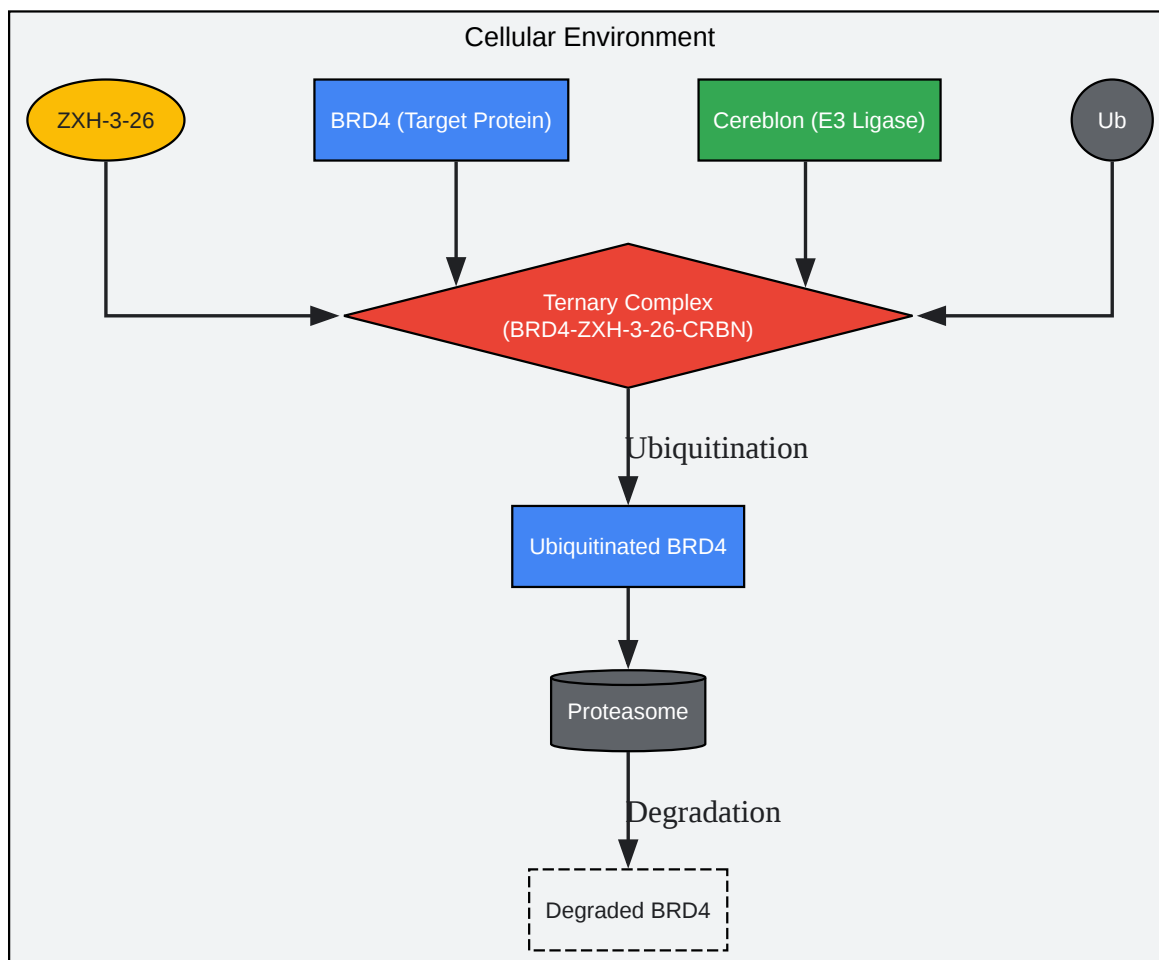 Cellular Environment
ZXH-3-26
BRD4 (Target Protein)
Cereblon (E3 Ligase)
Ub
Ternary Complex
(BRD4-ZXH-3-26-CRBN)
Ubiquitination
Ubiquitinated BRD4
Proteasome
Degradation
Degraded BRD4